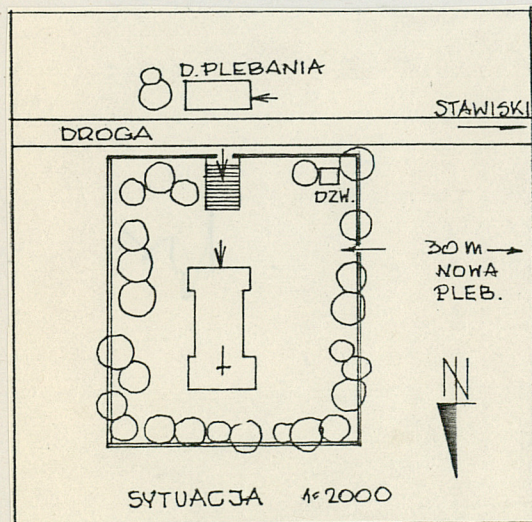 D. PLEBANIA
STAWISKI
DROGA
DZW.
30 m
NOWA
PLEB.
N
SYTUACJA 1:2000